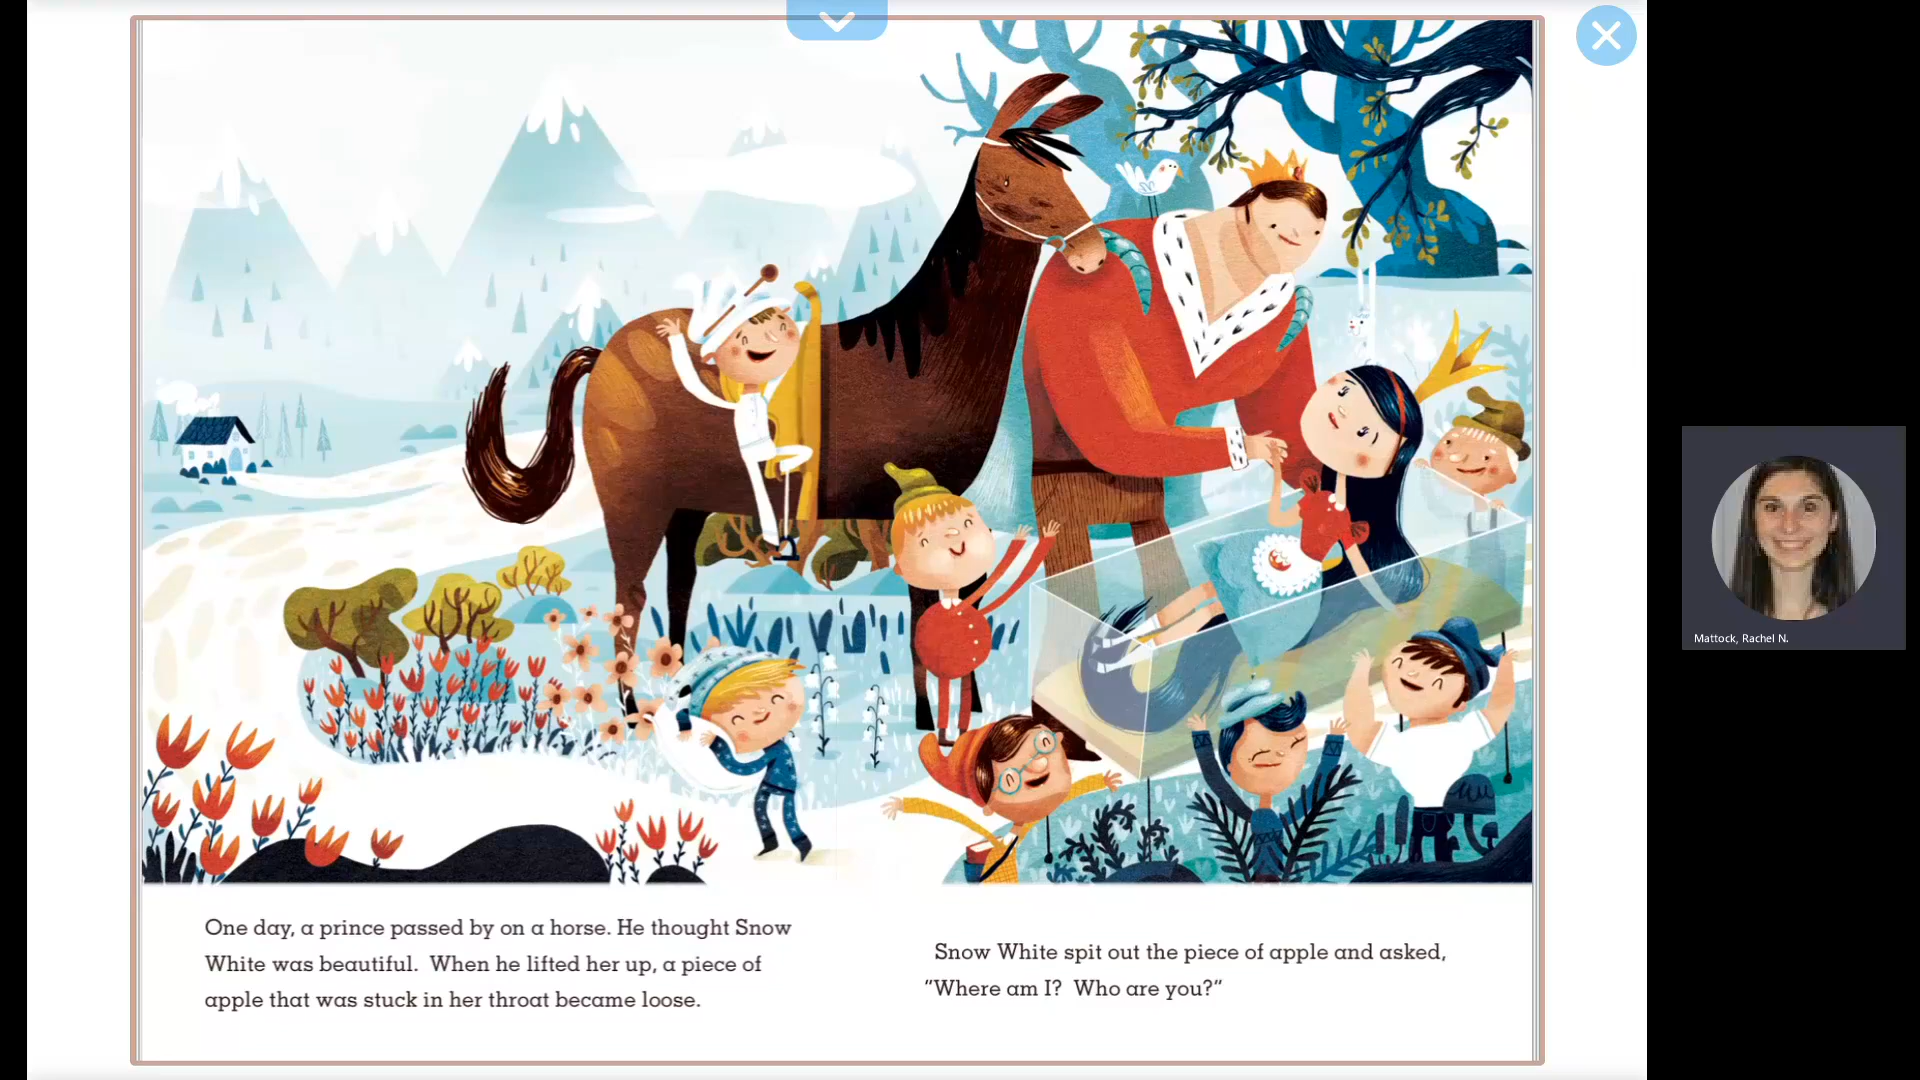 One day, a prince passed by on a horse. He thought Snow
White was beautiful.  When he lifted her up, a piece of
apple that was stuck in her throat became loose.
Snow White spit out the piece of apple and asked,
"Where am I?  Who are you?"
Mattock, Rachel N.